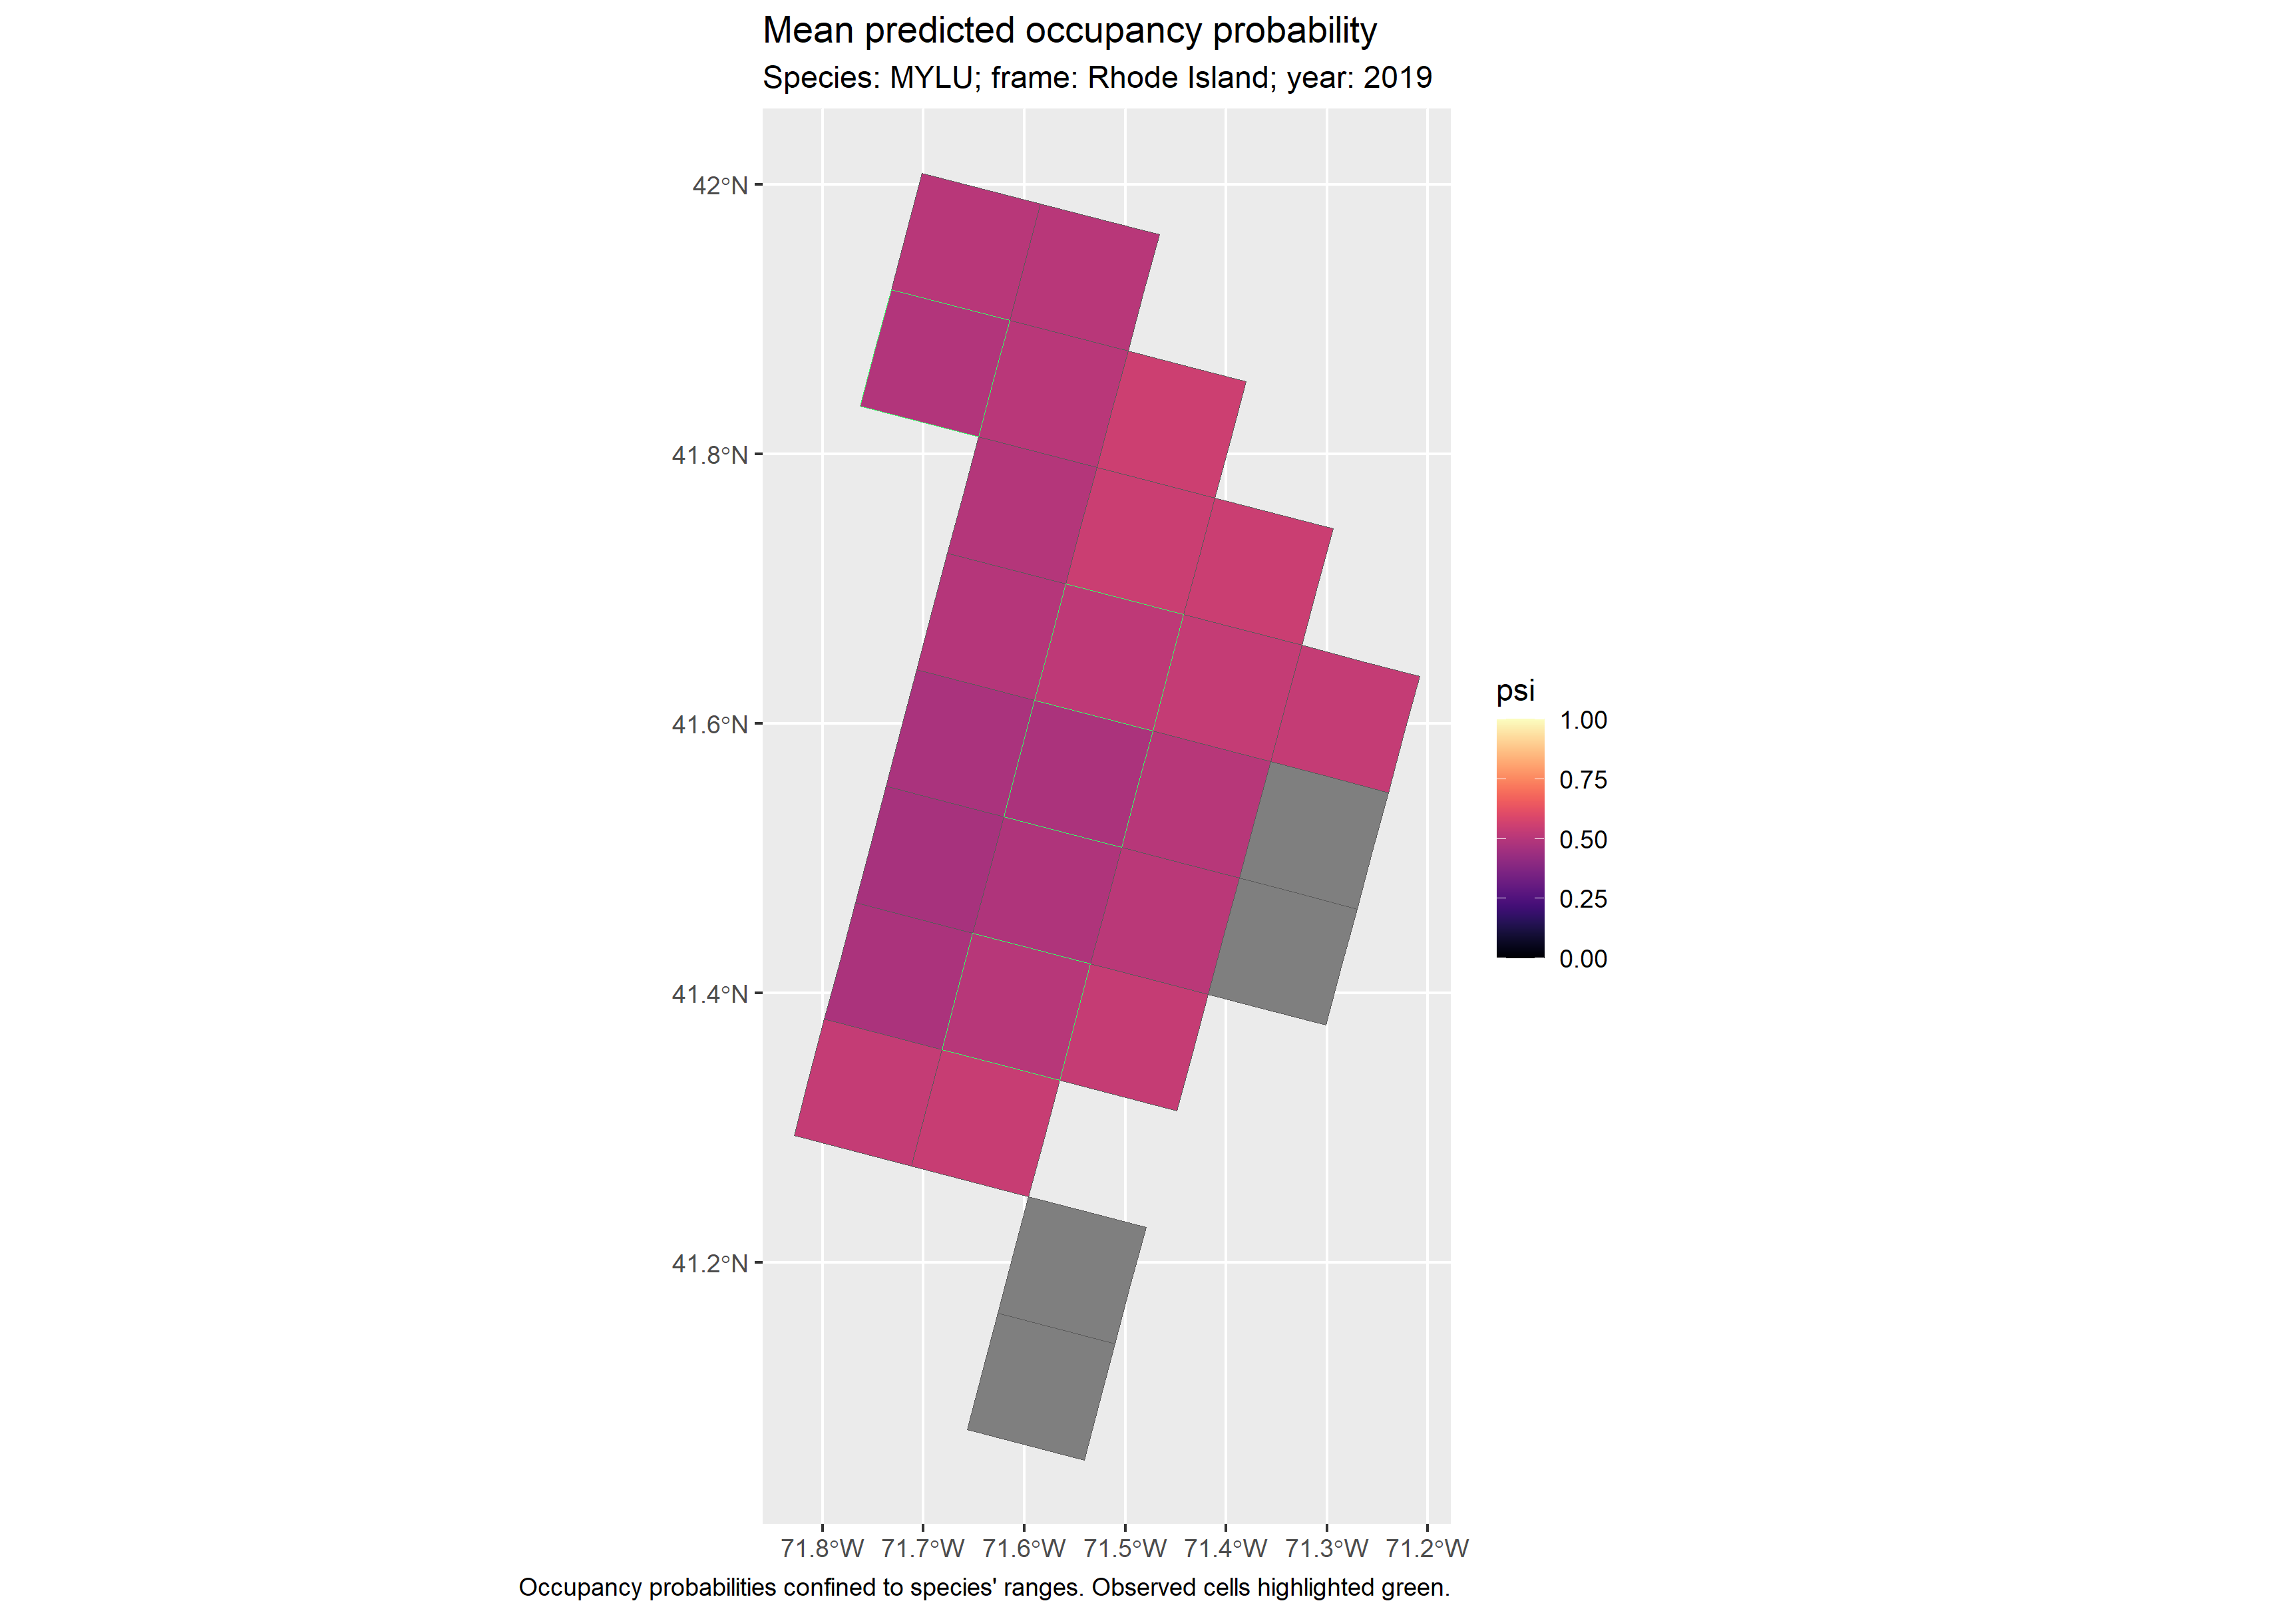 Mean predicted occupancy probability
Species: MYLU; frame: Rhode Island; year: 2019
42°N
41.8°N
41.6°N
41.4°N
41.2°N
psi
1.00
0.75
0.50
0.25
0.00
71.8°W 71.7°W 71.6°W 71.5°W 71.4°W 71.3°W 71.2°W
Occupancy probabilities confined to species' ranges. Observed cells highlighted green.